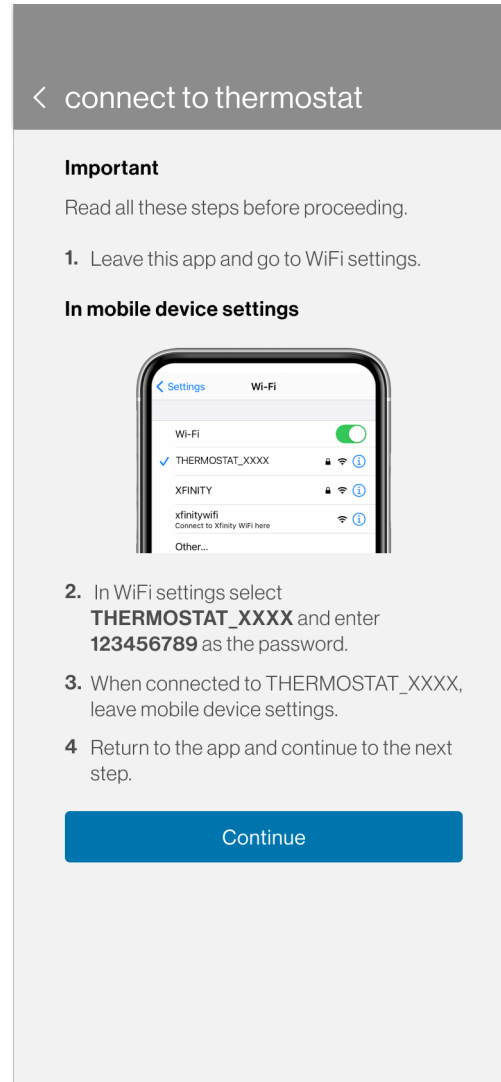 connect to thermostat
Important
Read all these steps before proceeding.
1. Leave this app and go to WiFi settings.
In mobile device settings
Settings Wi-Fi
Wi-Fi
THERMOSTAT_XXXX
XFINITY
xfinitywifi
Connect to Xfinity WiFi here
Other...
2. In WiFi settings select
THERMOSTAT_XXXX and enter
123456789 as the password.
3. When connected to THERMOSTAT_XXXX,
leave mobile device settings.
4 Return to the app and continue to the next
step.
Continue